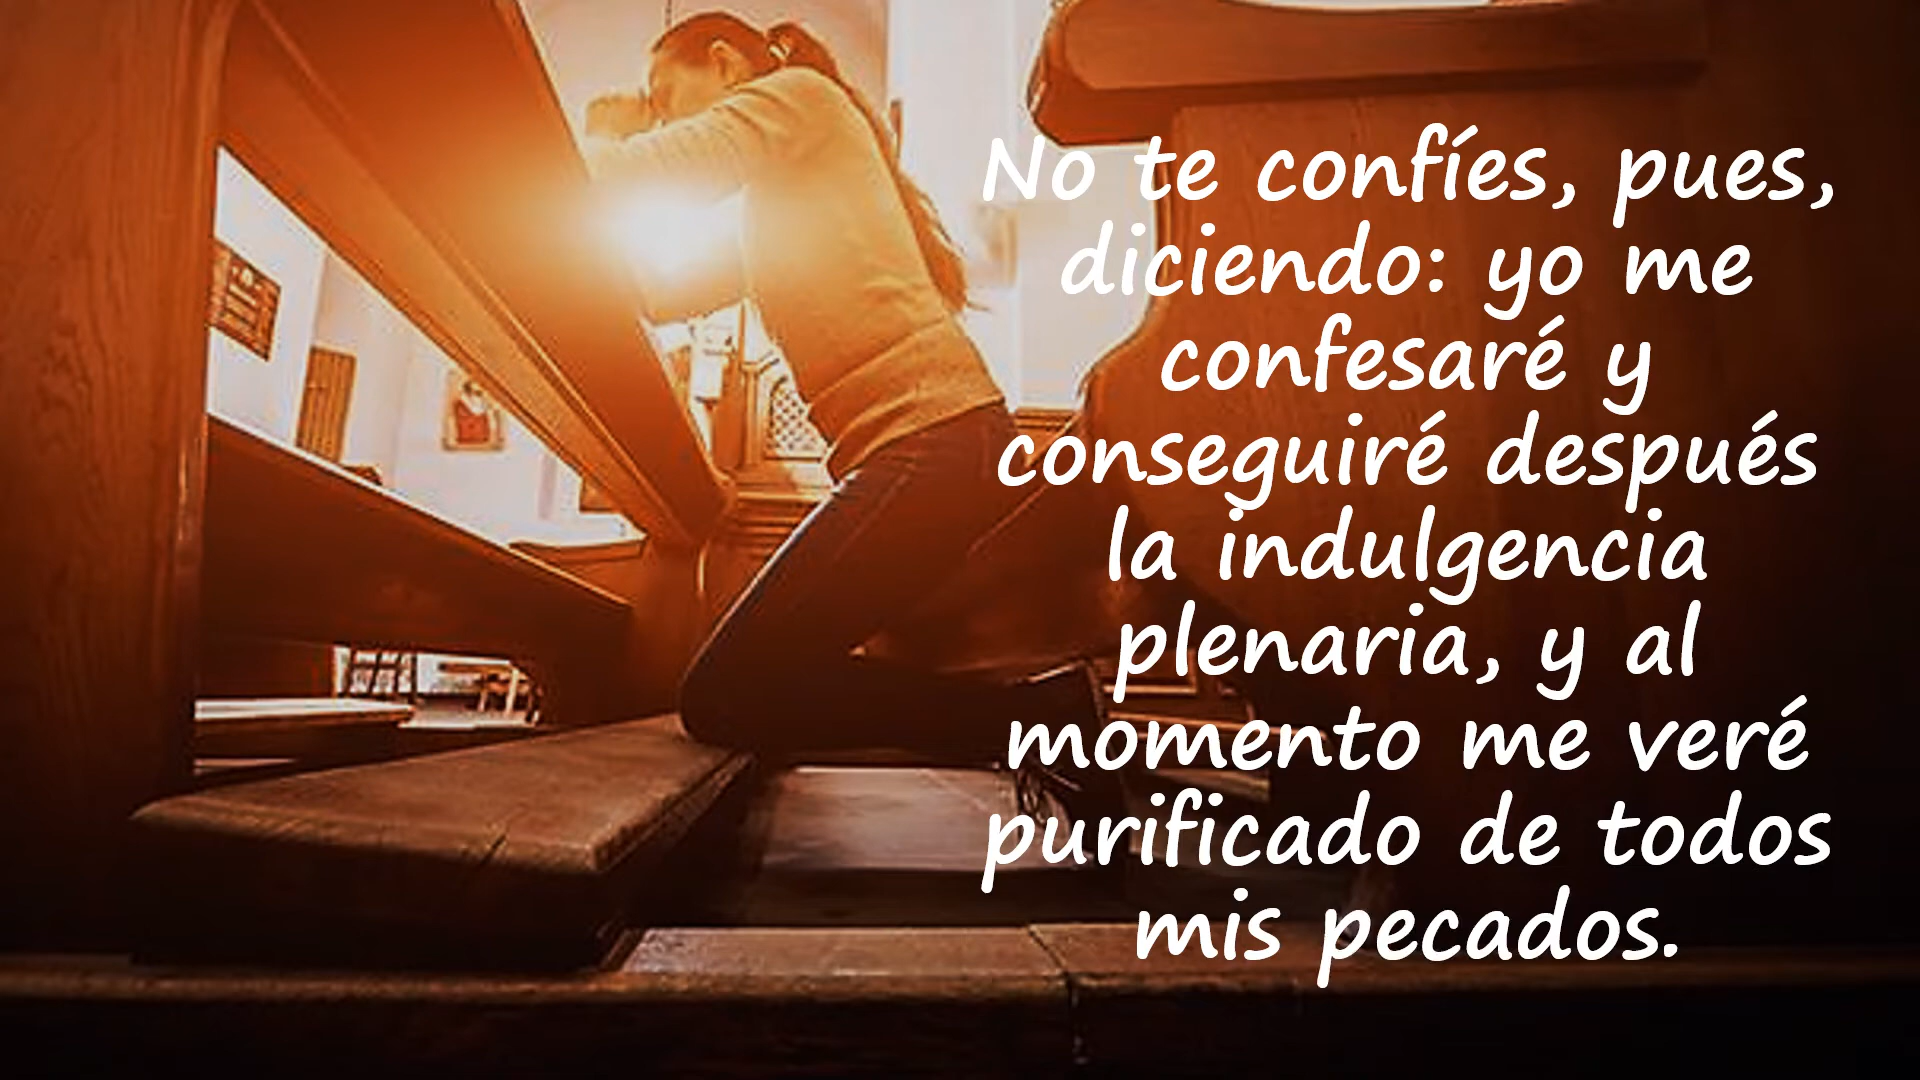 No te confíes, pues,
diciendo: yo me
confesaré y
conseguiré después
la indulgencia
plenaria, y al
momento me veré
purificado de todos
mis pecados.